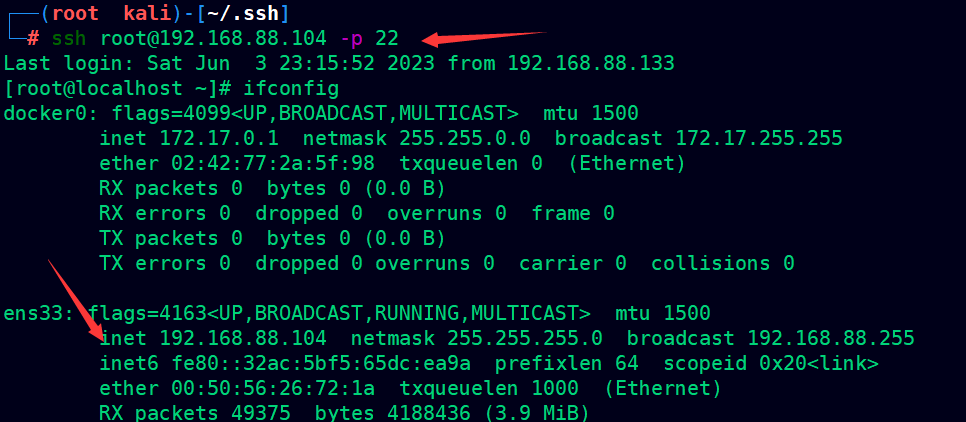 ┌──(root kali)-[~/.ssh]
└─# ssh root@192.168.88.104 -p 22
Last login: Sat Jun  3 23:15:52 2023 from 192.168.88.133
[root@localhost ~]# ifconfig
docker0: flags=4099<UP,BROADCAST,MULTICAST>  mtu 1500
        inet 172.17.0.1  netmask 255.255.0.0  broadcast 172.17.255.255
        ether 02:42:77:2a:5f:98  txqueuelen 0  (Ethernet)
        RX packets 0  bytes 0 (0.0 B)
        RX errors 0  dropped 0  overruns 0  frame 0
        TX packets 0  bytes 0 (0.0 B)
        TX errors 0  dropped 0 overruns 0  carrier 0  collisions 0
ens33: flags=4163<UP,BROADCAST,RUNNING,MULTICAST>  mtu 1500
        inet 192.168.88.104  netmask 255.255.255.0  broadcast 192.168.88.255
        inet6 fe80::32ac:5bf5:65dc:ea9a  prefixlen 64  scopeid 0x20<link>
        ether 00:50:56:26:72:1a  txqueuelen 1000  (Ethernet)
        RX packets 49375  bytes 4188436 (3.9 MiB)